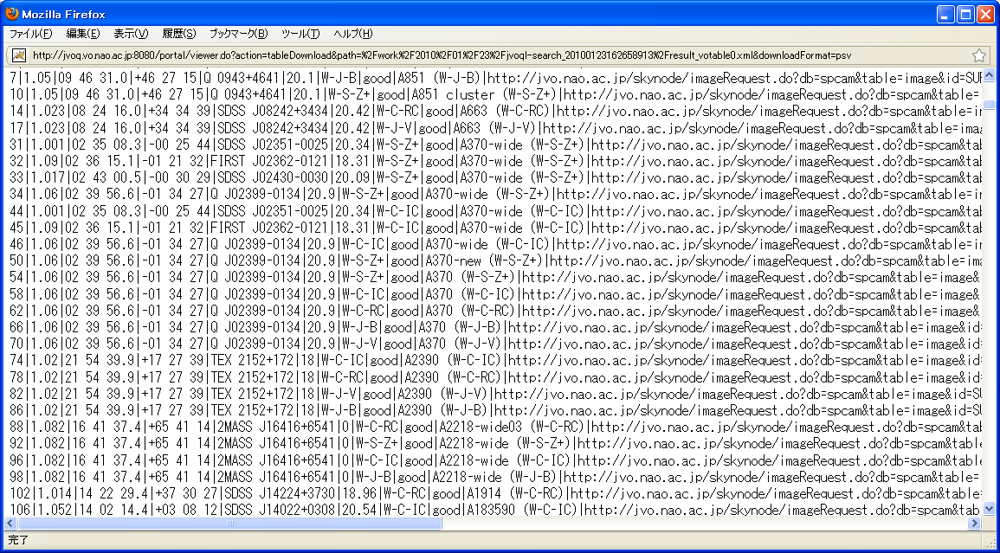 Mozilla Firefox
ファイル(F) 編集(E) 表示(V) 履歴(S) ブックマーク(B) ツール(T) ヘルプ(H)
http://jvoq.vo.nao.ac.jp:8080/portal/viewer.do?action=tableDownload&path=%2Fwork%2F2010%2F01%2F23%2Fjvoql-search_20100123162658913%2Fresult_votable0.xml&downloadFormat=psv
7|1.05|09 46 31.0|+46 27 15|Q 0943+4641|20.1|W-J-B|good|A851 (W-J-B)|http://jvo.nao.ac.jp/skynode/imageRequest.do?db=spcam&table=image&id=SUP
10|1.05|09 46 31.0|+46 27 15|Q 0943+4641|20.1|W-S-Z+|good|A851 cluster (W-S-Z+)|http://jvo.nao.ac.jp/skynode/imageRequest.do?db=spcam&table=
14|1.023|08 24 16.0|+34 34 39|SDSS J08242+3434|20.42|W-C-RC|good|A663 (W-C-RC)|http://jvo.nao.ac.jp/skynode/imageRequest.do?db=spcam&table=in
17|1.023|08 24 16.0|+34 34 39|SDSS J08242+3434|20.42|W-J-V|good|A663 (W-J-V)|http://jvo.nao.ac.jp/skynode/imageRequest.do?db=spcam&table=imag
31|1.001|02 35 08.3|-00 25 44|SDSS J02351-0025|20.34|W-S-Z+|good|A370-wide (W-S-Z+)|http://jvo.nao.ac.jp/skynode/imageRequest.do?db=spcam&tab
32|1.09|02 36 15.1|-01 21 32|FIRST J02362-0121|18.31|W-S-Z+|good|A370-wide (W-S-Z+)|http://jvo.nao.ac.jp/skynode/imageRequest.do?db=spcam&tab
33|1.017|02 43 00.5|-00 30 29|SDSS J02430-0030|20.09|W-S-Z+|good|A370-wide (W-S-Z+)|http://jvo.nao.ac.jp/skynode/imageRequest.do?db=spcam&tab
34|1.06|02 39 56.6|-01 34 27|Q J02399-0134|20.9|W-S-Z+|good|A370-wide (W-S-Z+)|http://jvo.nao.ac.jp/skynode/imageRequest.do?db=spcam&table=in
44|1.001|02 35 08.3|-00 25 44|SDSS J02351-0025|20.34|W-C-IC|good|A370-wide (W-C-IC)|http://jvo.nao.ac.jp/skynode/imageRequest.do?db=spcam&tab
45|1.09|02 36 15.1|-01 21 32|FIRST J02362-0121|18.31|W-C-IC|good|A370-wide (W-C-IC)|http://jvo.nao.ac.jp/skynode/imageRequest.do?db=spcam&tab
46|1.06|02 39 56.6|-01 34 27|Q J02399-0134|20.9|W-C-IC|good|A370-wide (W-C-IC)|http://jvo.nao.ac.jp/skynode/imageRequest.do?db=spcam&table=in
50|1.06|02 39 56.6|-01 34 27|Q J02399-0134|20.9|W-S-Z+|good|A370-new (W-S-Z+)|http://jvo.nao.ac.jp/skynode/imageRequest.do?db=spcam&table=ima
54|1.06|02 39 56.6|-01 34 27|Q J02399-0134|20.9|W-S-Z+|good|A370 (W-S-Z+)|http://jvo.nao.ac.jp/skynode/imageRequest.do?db=spcam&table=image&
58|1.06|02 39 56.6|-01 34 27|Q J02399-0134|20.9|W-C-IC|good|A370 (W-C-IC)|http://jvo.nao.ac.jp/skynode/imageRequest.do?db=spcam&table=image&
62|1.06|02 39 56.6|-01 34 27|Q J02399-0134|20.9|W-C-RC|good|A370 (W-C-RC)|http://jvo.nao.ac.jp/skynode/imageRequest.do?db=spcam&table=image&
66|1.06|02 39 56.6|-01 34 27|Q J02399-0134|20.9|W-J-B|good|A370 (W-J-B)|http://jvo.nao.ac.jp/skynode/imageRequest.do?db=spcam&table=image&id=
70|1.06|02 39 56.6|-01 34 27|Q J02399-0134|20.9|W-J-V|good|A370 (W-J-V)|http://jvo.nao.ac.jp/skynode/imageRequest.do?db=spcam&table=image&id=
74|1.02|21 54 39.9|+17 27 39|TEX 2152+172|18|W-C-IC|good|A2390 (W-C-IC)|http://jvo.nao.ac.jp/skynode/imageRequest.do?db=spcam&table=image&id=
78|1.02|21 54 39.9|+17 27 39|TEX 2152+172|18|W-C-RC|good|A2390 (W-C-RC)|http://jvo.nao.ac.jp/skynode/imageRequest.do?db=spcam&table=image&id=
82|1.02|21 54 39.9|+17 27 39|TEX 2152+172|18|W-J-V|good|A2390 (W-J-V)|http://jvo.nao.ac.jp/skynode/imageRequest.do?db=spcam&table=image&id=SU
86|1.02|21 54 39.9|+17 27 39|TEX 2152+172|18|W-J-B|good|A2390 (W-J-B)|http://jvo.nao.ac.jp/skynode/imageRequest.do?db=spcam&table=image&id=SU
88|1.082|16 41 37.4|+65 41 14|2MASS J16416+6541|0|W-C-RC|good|A2218-wide03 (W-C-RC)|http://jvo.nao.ac.jp/skynode/imageRequest.do?db=spcam&tab
92|1.082|16 41 37.4|+65 41 14|2MASS J16416+6541|0|W-S-Z+|good|A2218-wide (W-S-Z+)|http://jvo.nao.ac.jp/skynode/imageRequest.do?db=spcam&table
96|1.082|16 41 37.4|+65 41 14|2MASS J16416+6541|0|W-C-IC|good|A2218-wide (W-C-IC)|http://jvo.nao.ac.jp/skynode/imageRequest.do?db=spcam&table
98|1.082|16 41 37.4|+65 41 14|2MASS J16416+6541|0|W-J-B|good|A2218-wide (W-J-B)|http://jvo.nao.ac.jp/skynode/imageRequest.do?db=spcam&table=
102|1.014|14 22 29.4|+37 30 27|SDSS J14224+3730|18.96|W-C-RC|good|A1914 (W-C-RC)|http://jvo.nao.ac.jp/skynode/imageRequest.do?db=spcam&table=
106|1.052|14 02 14.4|+03 08 12|SDSS J14022+0308|20.54|W-C-IC|good|A183590 (W-C-IC)|http://jvo.nao.ac.jp/skynode/imageRequest.do?db=spcam&tab
完了